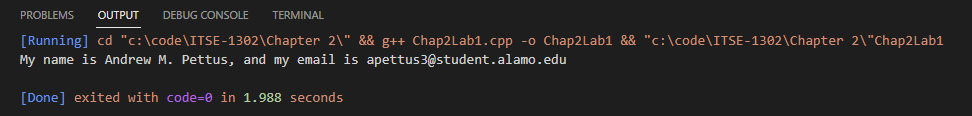 PROBLEMS OUTPUT DEBUG CONSOLE TERMINAL
[Running] cd "c:\code\ITSE-1302\Chapter 2\" && g++ Chap2Lab1.cpp -o Chap2Lab1 && "c:\code\ITSE-1302\Chapter 2\"Chap2Lab1
My name is Andrew M. Pettus, and my email is apettus3@student.alamo.edu
[Done] exited with code=0 in 1.988 seconds